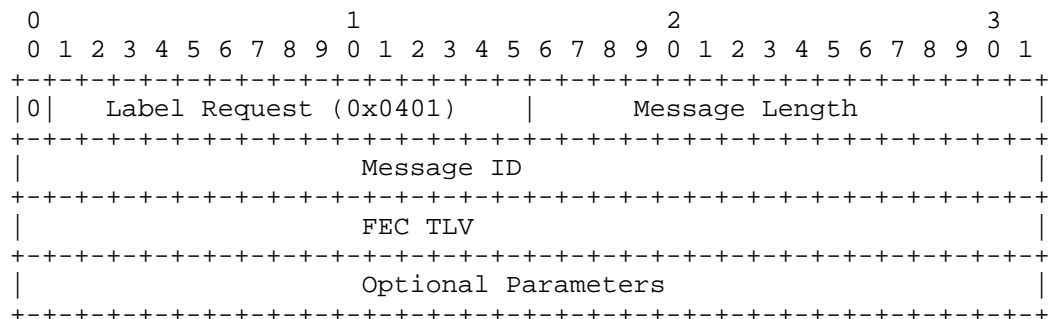 0                   1                   2                   3
 0 1 2 3 4 5 6 7 8 9 0 1 2 3 4 5 6 7 8 9 0 1 2 3 4 5 6 7 8 9 0 1
+-+-+-+-+-+-+-+-+-+-+-+-+-+-+-+-+-+-+-+-+-+-+-+-+-+-+-+-+-+-+-+-+
|0|   Label Request (0x0401)    |      Message Length           |
+-+-+-+-+-+-+-+-+-+-+-+-+-+-+-+-+-+-+-+-+-+-+-+-+-+-+-+-+-+-+-+-+
|                     Message ID                                |
+-+-+-+-+-+-+-+-+-+-+-+-+-+-+-+-+-+-+-+-+-+-+-+-+-+-+-+-+-+-+-+-+
|                     FEC TLV                                   |
+-+-+-+-+-+-+-+-+-+-+-+-+-+-+-+-+-+-+-+-+-+-+-+-+-+-+-+-+-+-+-+-+
|                     Optional Parameters                       |
+-+-+-+-+-+-+-+-+-+-+-+-+-+-+-+-+-+-+-+-+-+-+-+-+-+-+-+-+-+-+-+-+